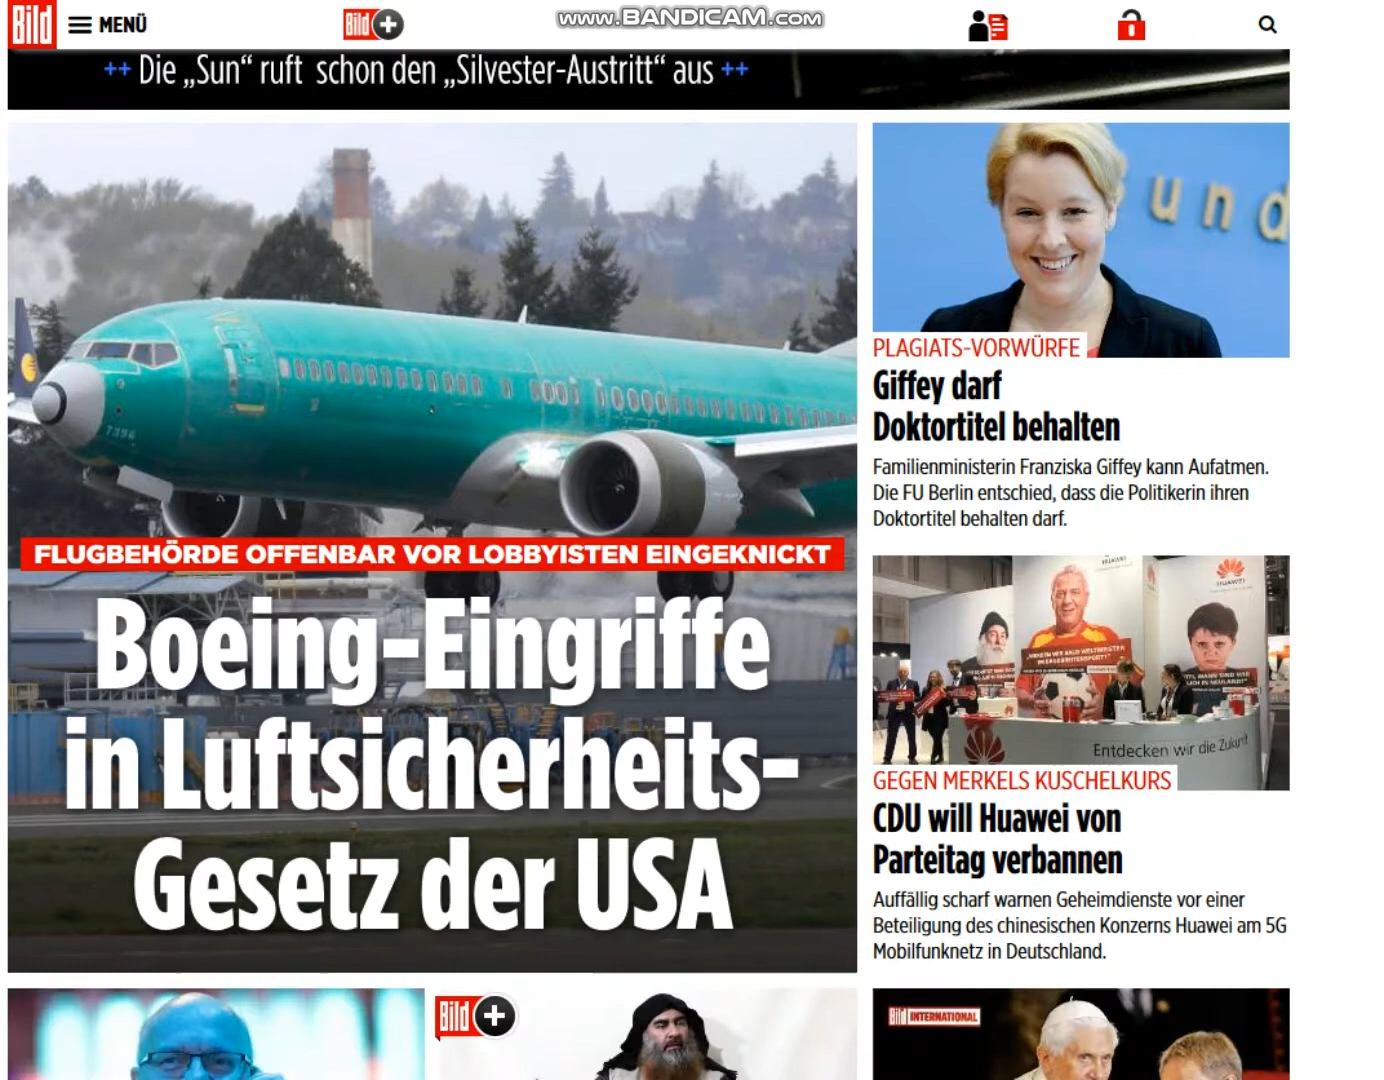 Bild
MENÜ
Bild+
www.BANDICAM.com
++ Die „Sun“ ruft schon den „Silvester-Austritt“ aus ++
FLUGBEHÖRDE OFFENBAR VOR LOBBYISTEN EINGEKNICKT
Boeing-Eingriffe
in Luftsicherheits-
Gesetz der USA
PLAGIATS-VORWÜRFE
Giffey darf
Doktortitel behalten
Familienministerin Franziska Giffey kann Aufatmen.
Die FU Berlin entschied, dass die Politikerin ihren
Doktortitel behalten darf.
HUAWEI
Entdecken wir die Zukunft
GEGEN MERKELS KUSCHELKURS
CDU will Huawei von
Parteitag verbannen
Auffällig scharf warnen Geheimdienste vor einer
Beteiligung des chinesischen Konzerns Huawei am 5G
Mobilfunknetz in Deutschland.
Bild+
Bild INTERNATIONAL